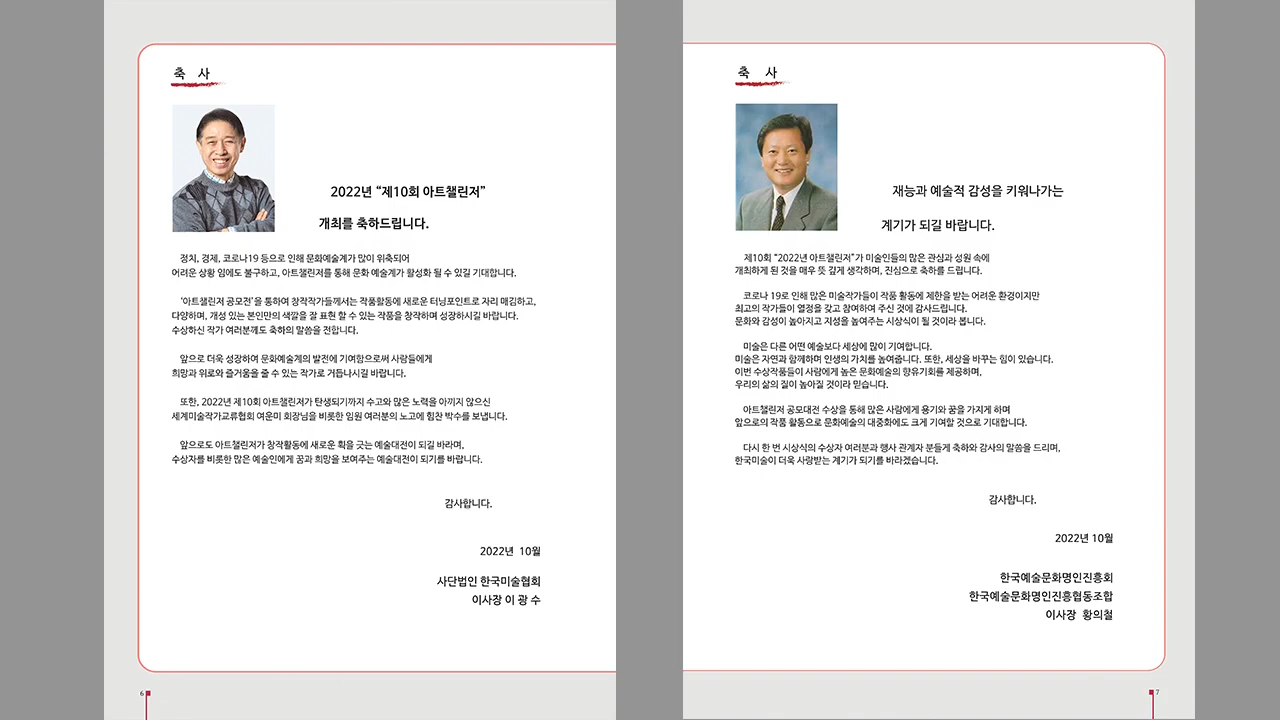 축 사
2022년 “제10회 아트챌린저”
개최를 축하드립니다.
정치, 경제, 코로나19 등으로 인해 문화예술계가 많이 위축되어
어려운 상황 임에도 불구하고, 아트챌린저를 통해 문화 예술계가 활성화 될 수 있길 기대합니다.
‘아트챌린저 공모전’을 통하여 창작작가들께서는 작품활동에 새로운 터닝포인트로 자리 매김하고,
다양하며, 개성 있는 본인만의 색깔을 잘 표현 할 수 있는 작품을 창작하며 성장하시길 바랍니다.
수상하신 작가 여러분께도 축하의 말씀을 전합니다.
앞으로 더욱 성장하여 문화예술계의 발전에 기여함으로써 사람들에게
희망과 위로와 즐거움을 줄 수 있는 작가로 거듭나시길 바랍니다.
또한, 2022년 제10회 아트챌린저가 탄생되기까지 수고와 많은 노력을 아끼지 않으신
세계미술작가교류협회 여운미 회장님을 비롯한 임원 여러분의 노고에 힘찬 박수를 보냅니다.
앞으로도 아트챌린저가 창작활동에 새로운 획을 긋는 예술대전이 되길 바라며,
수상자를 비롯한 많은 예술인에게 꿈과 희망을 보여주는 예술대전이 되기를 바랍니다.
감사합니다.
2022년 10월
사단법인 한국미술협회
이사장 이 광 수
6
축 사
재능과 예술적 감성을 키워나가는
계기가 되길 바랍니다.
제10회 “2022년 아트챌린저”가 미술인들의 많은 관심과 성원 속에
개최하게 된 것을 매우 뜻 깊게 생각하며, 진심으로 축하를 드립니다.
코로나 19로 인해 많은 미술작가들이 작품 활동에 제한을 받는 어려운 환경이지만
최고의 작가들이 열정을 갖고 참여하여 주신 것에 감사드립니다.
문화와 감성이 높아지고 지성을 높여주는 시상식이 될 것이라 봅니다.
미술은 다른 어떤 예술보다 세상에 많이 기여합니다.
미술은 자연과 함께하며 인생의 가치를 높여줍니다. 또한, 세상을 바꾸는 힘이 있습니다.
이번 수상작품들이 사람에게 높은 문화예술의 향유기회를 제공하며,
우리의 삶의 질이 높아질 것이라 믿습니다.
아트챌린저 공모대전 수상을 통해 많은 사람에게 용기와 꿈을 가지게 하며
앞으로의 작품 활동으로 문화예술의 대중화에도 크게 기여할 것으로 기대합니다.
다시 한 번 시상식의 수상자 여러분과 행사 관계자 분들게 축하와 감사의 말씀을 드리며,
한국미술이 더욱 사랑받는 계기가 되기를 바라겠습니다.
감사합니다.
2022년 10월
한국예술문화명인진흥회
한국예술문화명인진흥협동조합
이사장 황의철
7